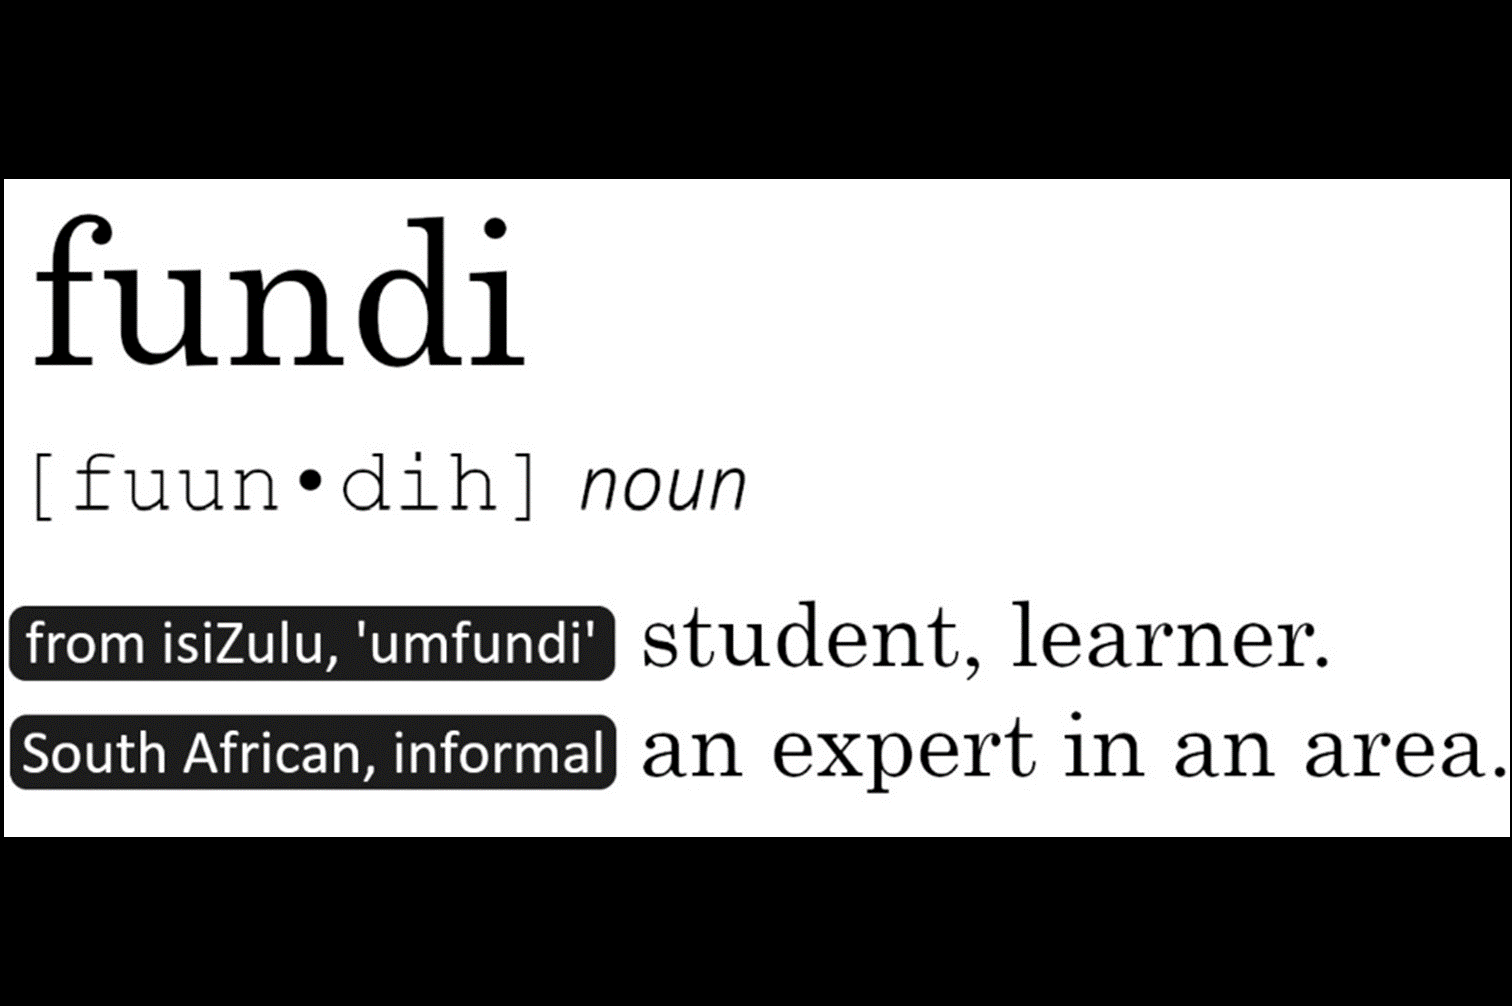 fundi
[fuun•dih] noun
from isiZulu, 'umfundi' student, learner.
South African, informal an expert in an area.